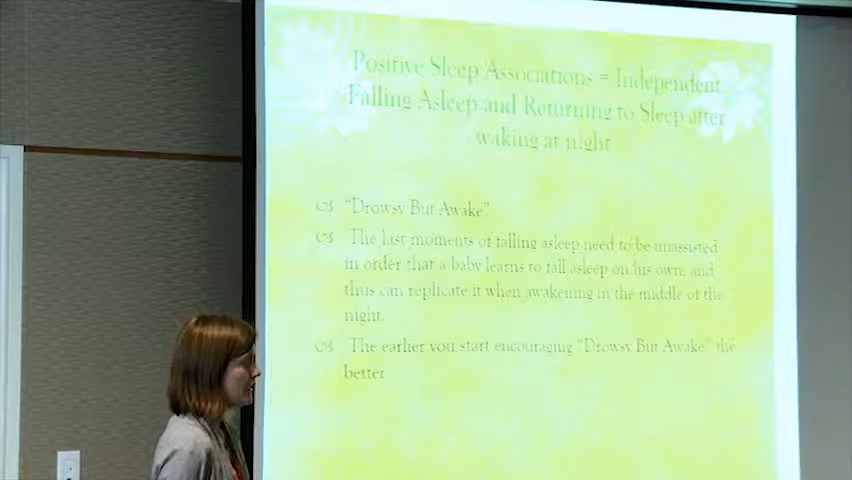 Positive Sleep Associations = Independent
Falling Asleep and Returning to Sleep after
waking at night
"Drowsy But Awake"
The last moments of falling asleep need to be unassisted
in order that a baby learns to fall asleep on his own, and
thus can replicate it when awakening in the middle of the
night.
The earlier you start encouraging "Drowsy But Awake" the
better